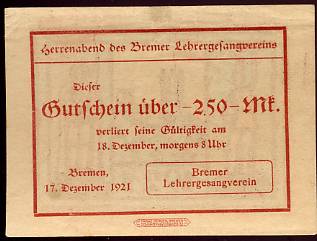 Herrenabend des Bremer Lehrergesangvereins
Dieser
Gutschein über -250- Mk.
verliert seine Gültigkeit am
18. Dezember, morgens 8 Uhr
Bremen,
17. Dezember 1921
Bremer
Lehrergesangverein